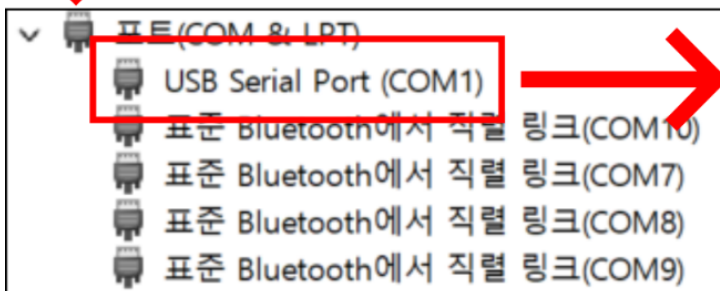 포트(COM & LPT)
USB Serial Port (COM1)
표준 Bluetooth에서 직렬 링크(COM10)
표준 Bluetooth에서 직렬 링크(COM7)
표준 Bluetooth에서 직렬 링크(COM8)
표준 Bluetooth에서 직렬 링크(COM9)